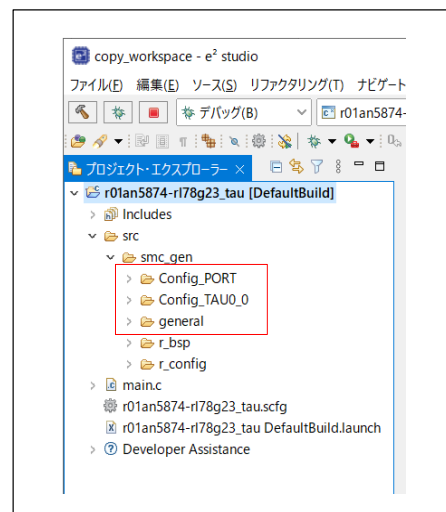 copy_workspace - e² studio
ファイル(F) 編集(E) ソース(S) リファクタリング(T) ナビゲート
デバッグ(B) r01an5874-
プロジェクト・エクスプローラー
r01an5874-rl78g23_tau [DefaultBuild]
Includes
src
smc_gen
Config_PORT
Config_TAU0_0
general
r_bsp
r_config
main.c
r01an5874-rl78g23_tau.scfg
r01an5874-rl78g23_tau DefaultBuild.launch
Developer Assistance